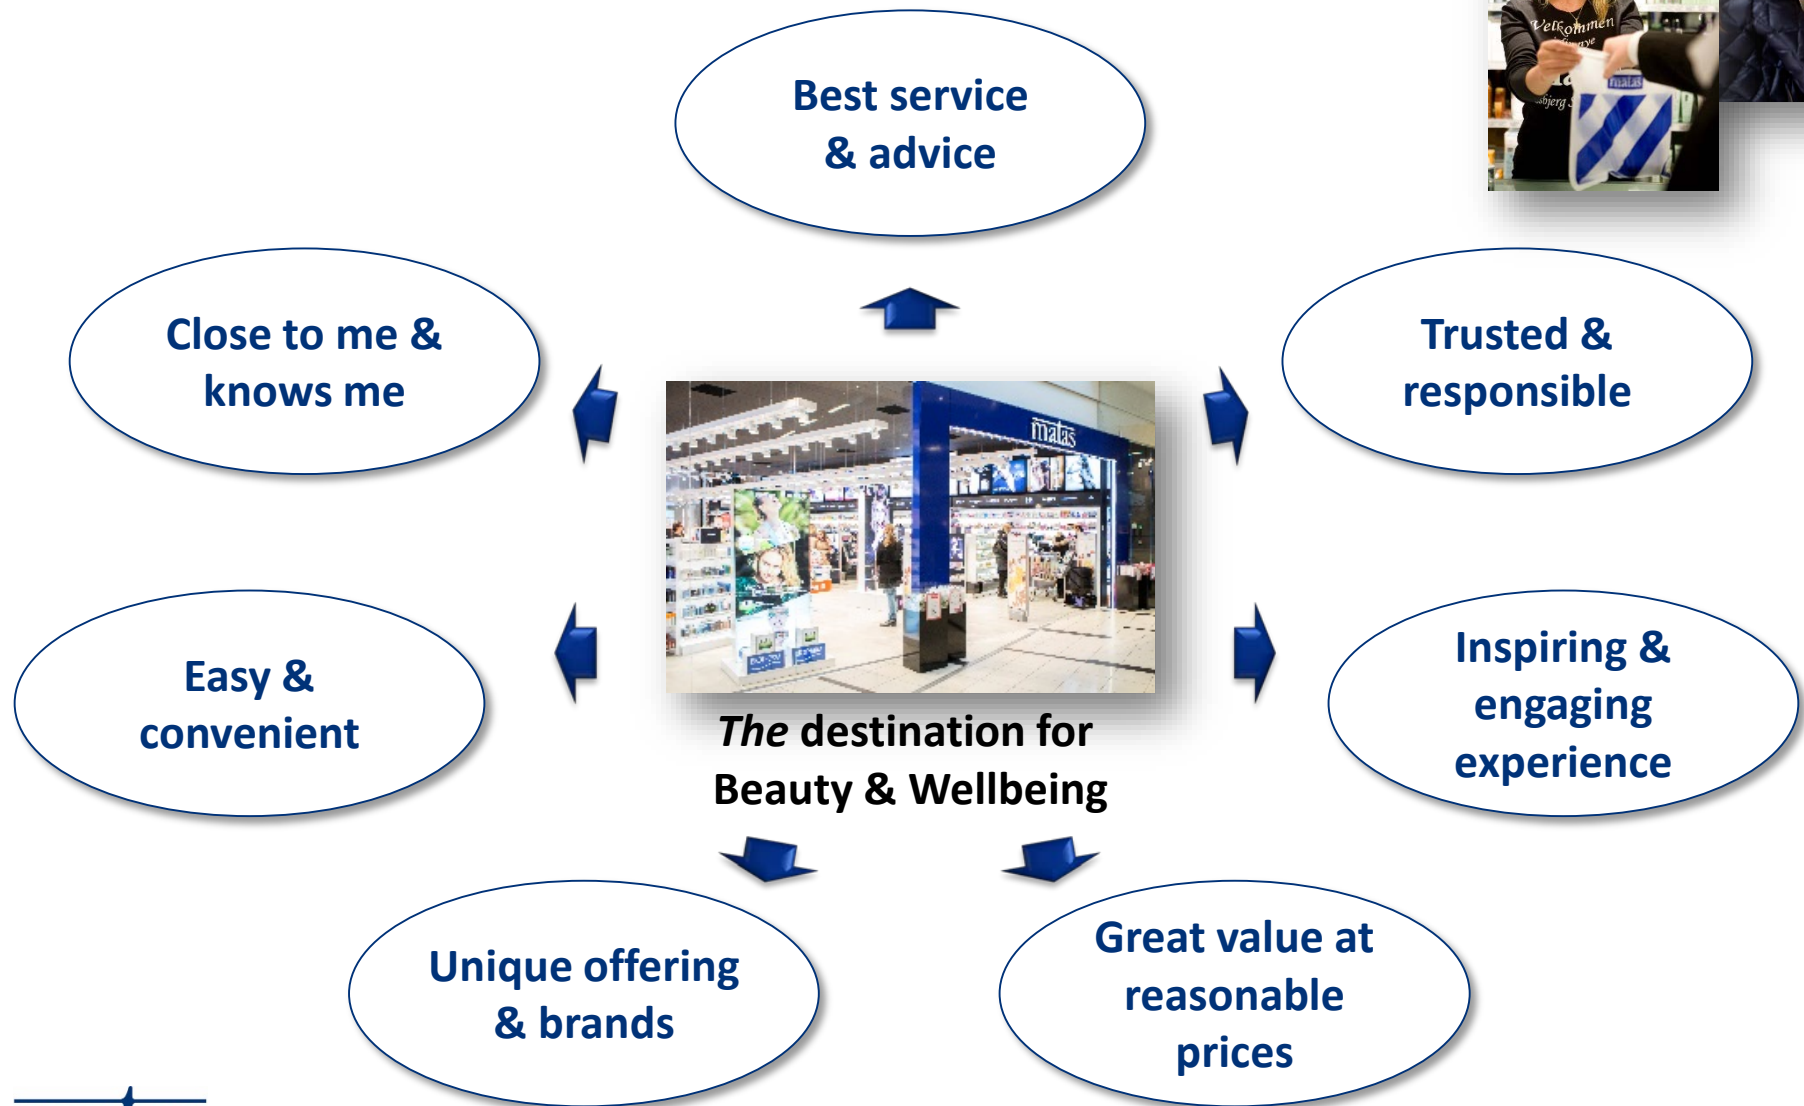 Velkommen
matas
Best service
& advice
Close to me &
knows me
Trusted &
responsible
matas
Easy &
convenient
Inspiring &
engaging
experience
The destination for
Beauty & Wellbeing
Unique offering
& brands
Great value at
reasonable
prices